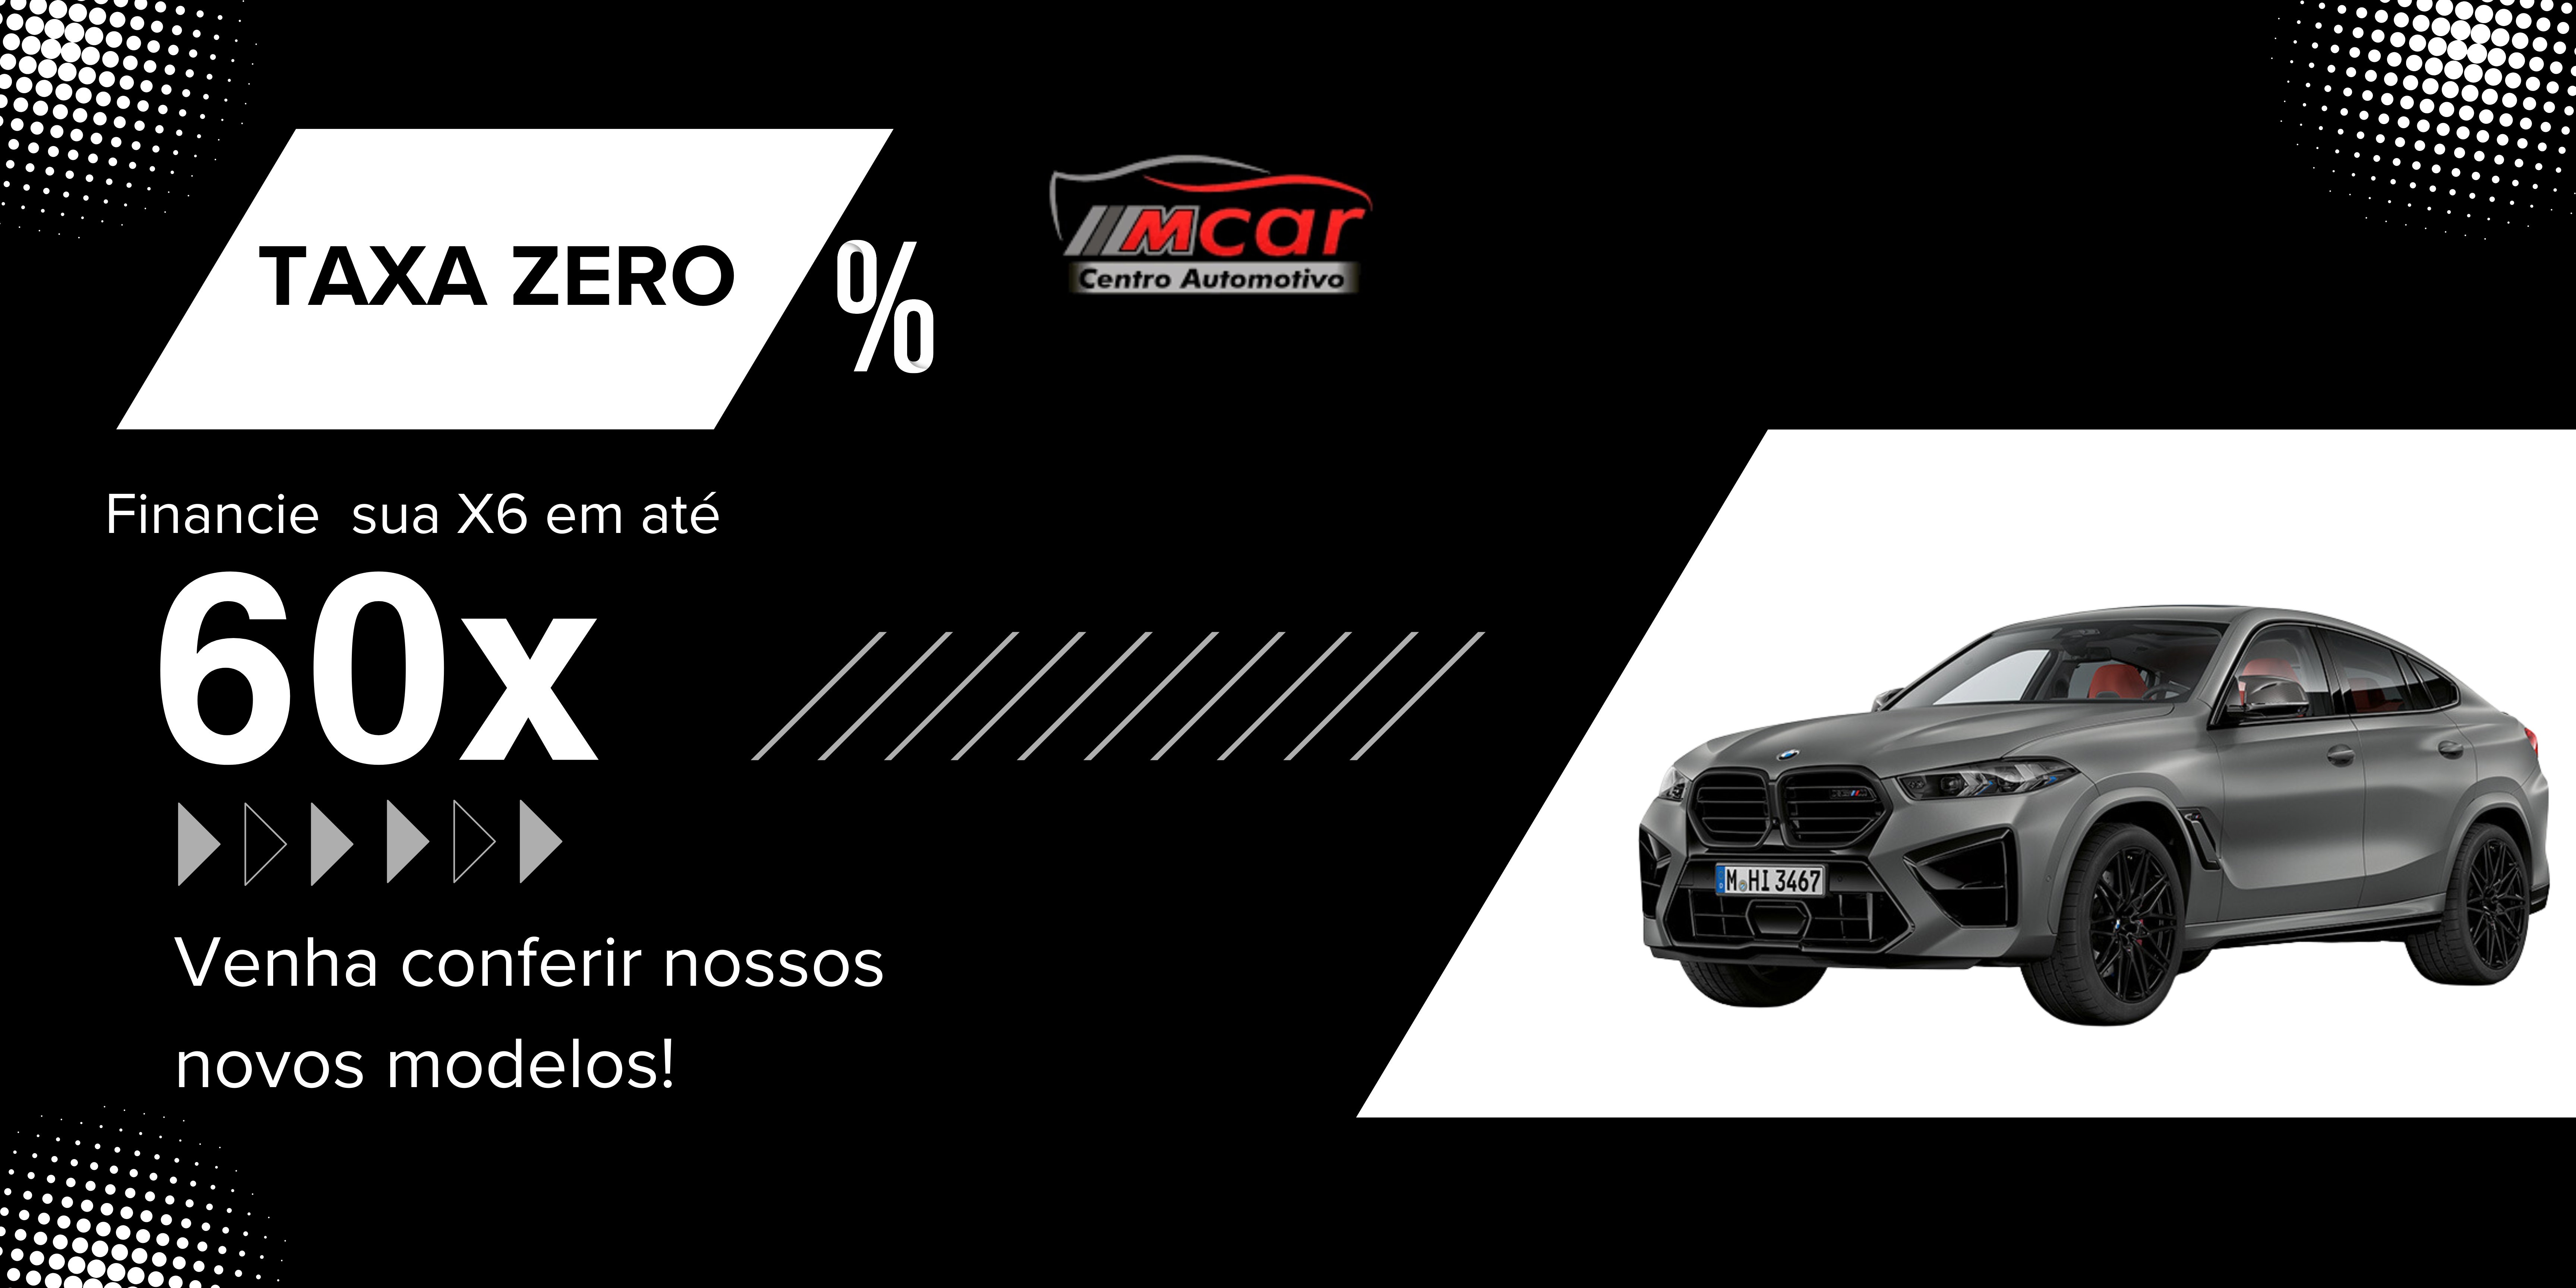 TAXA ZERO
%
Mcar
Centro Automotivo
Financie  sua X6 em até
60x
M HI 3467
Venha conferir nossos
novos modelos!